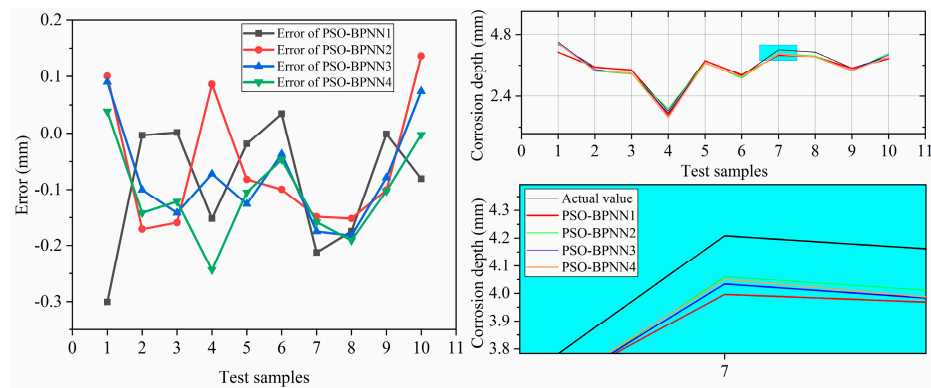 0.2
0.1
0.0
-0.1
-0.2
-0.3
Error (mm)
Error of PSO-BPNN1
Error of PSO-BPNN2
Error of PSO-BPNN3
Error of PSO-BPNN4
0 1 2 3 4 5 6 7 8 9 10 11
Test samples
4.8
2.4
Corrosion depth (mm)
0 1 2 3 4 5 6 7 8 9 10 11
Test samples
4.3
4.2
4.1
4.0
3.9
3.8
Corrosion depth (mm)
Actual value
PSO-BPNN1
PSO-BPNN2
PSO-BPNN3
PSO-BPNN4
7